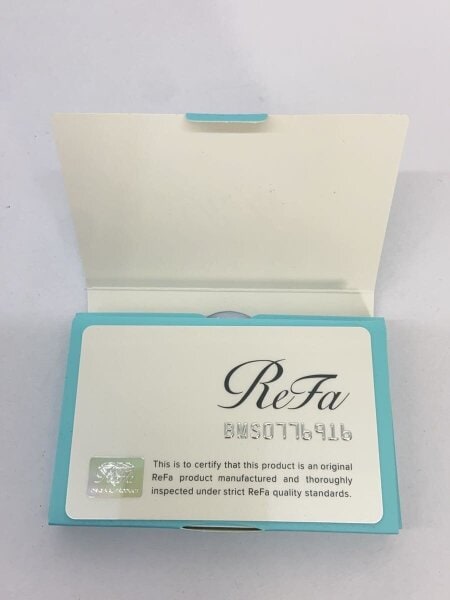 ReFa
BMS0776916
This is to certify that this product is an original
ReFa product manufactured and thoroughly
inspected under strict ReFa quality standards.